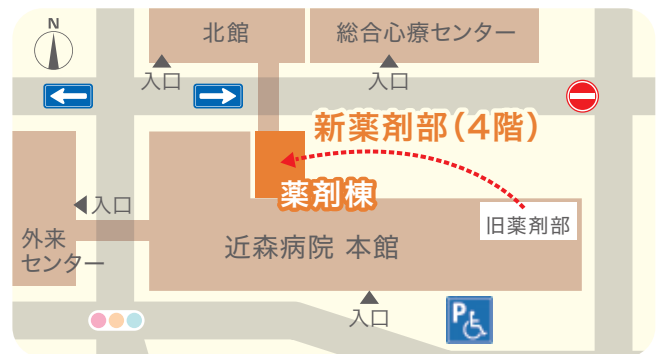 N
北館
総合心療センター
入口
入口
新薬剤部(4階)
薬剤棟
入口
旧薬剤部
外来
センター
近森病院 本館
入口
P